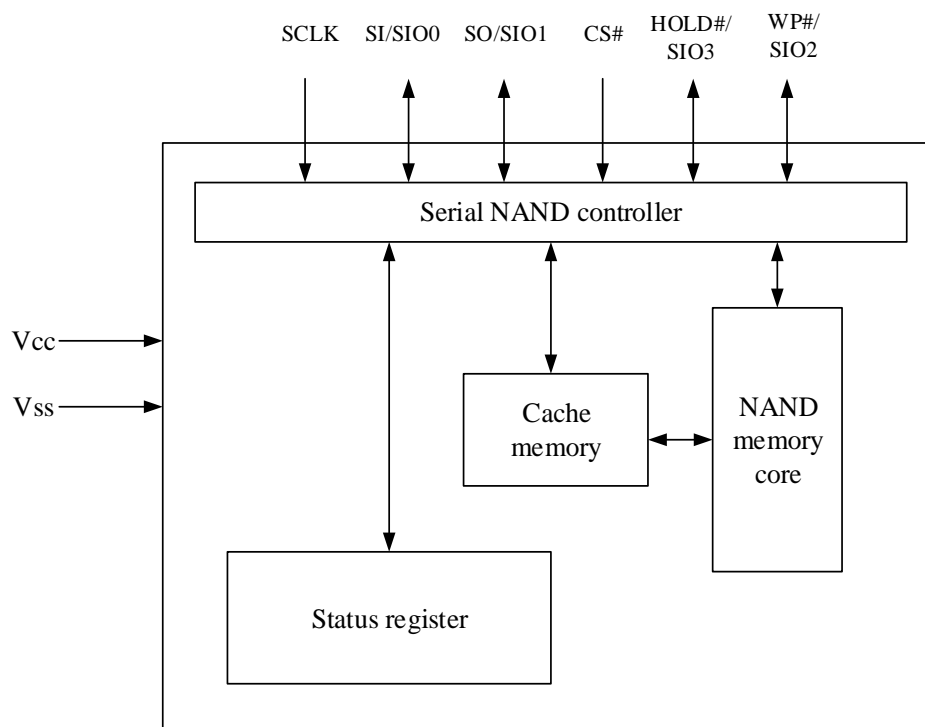 SCLK
SI/SIO0
SO/SIO1
CS#
HOLD#/
SIO3
WP#/
SIO2
Serial NAND controller
Vcc
Vss
Cache
memory
NAND
memory
core
Status register